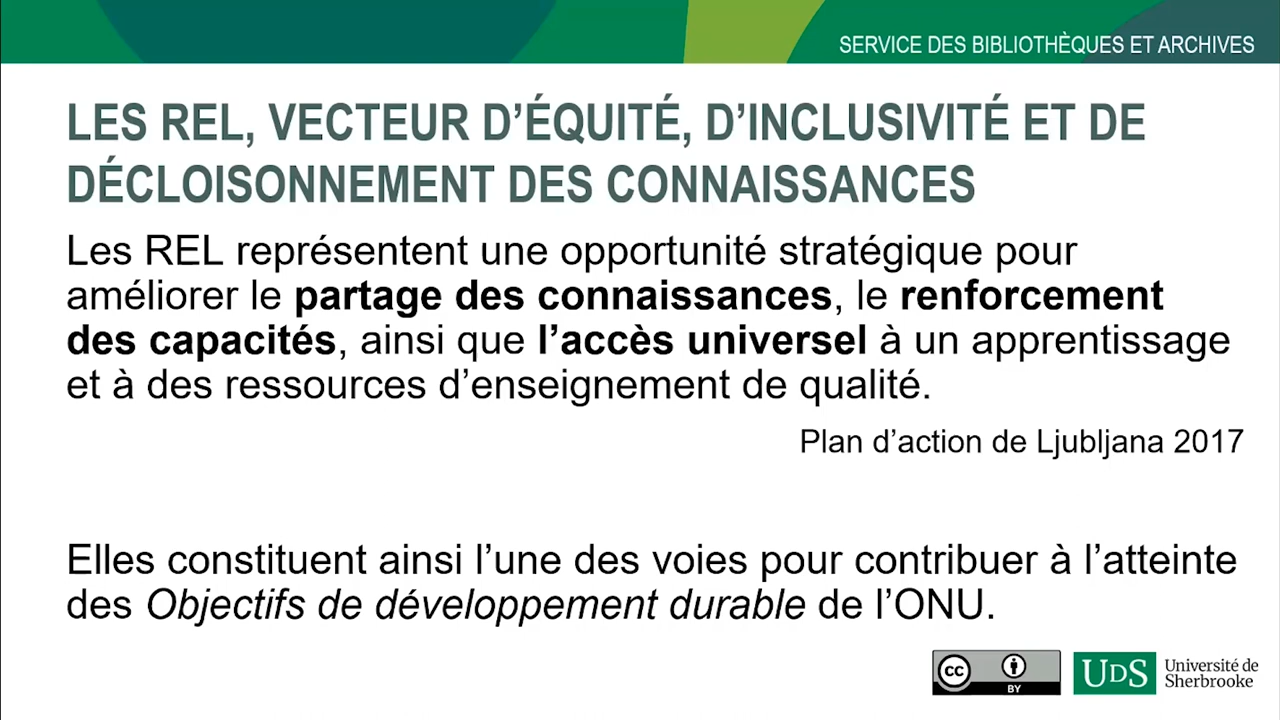 SERVICE DES BIBLIOTHÈQUES ET ARCHIVES
LES REL, VECTEUR D’ÉQUITÉ, D’INCLUSIVITÉ ET DE
DÉCLOISONNEMENT DES CONNAISSANCES
Les REL représentent une opportunité stratégique pour
améliorer le partage des connaissances, le renforcement
des capacités, ainsi que l’accès universel à un apprentissage
et à des ressources d’enseignement de qualité.
Plan d’action de Ljubljana 2017
Elles constituent ainsi l’une des voies pour contribuer à l’atteinte
des Objectifs de développement durable de l’ONU.
cc
BY
UDS
Université de
Sherbrooke